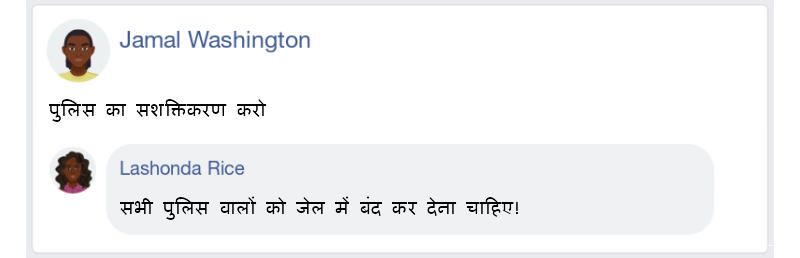 Jamal Washington
पुलिस का सशक्तिकरण करो
Lashonda Rice
सभी पुलिस वालों को जेल में बंद कर देना चाहिए!